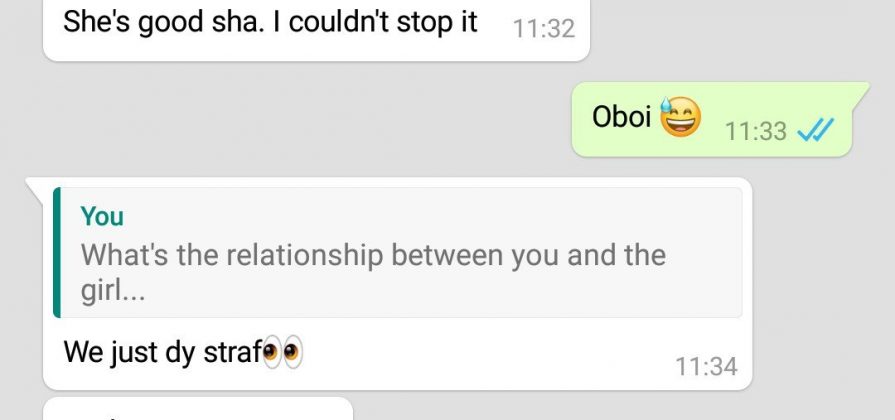 She's good sha. I couldn't stop it 11:32
Oboi 😅 11:33
You
What's the relationship between you and the
girl...
We just dy straf👀
11:34